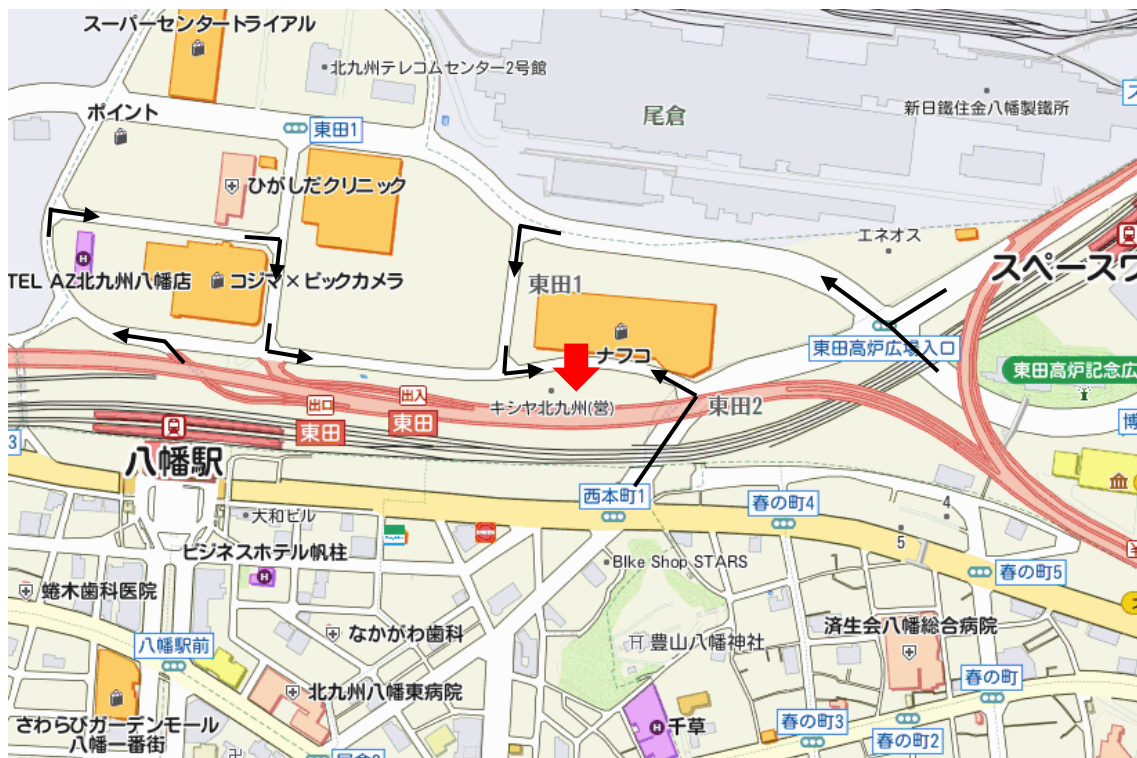 スーパーセンタートライアル
北九州テレコムセンター2号館
尾倉
新日鐵住金八幡製鐵所
ポイント
東田1
ひがしだクリニック
エネオス
スペースワ
TEL AZ北九州八幡店
コジマ×ビックカメラ
東田1
東田高炉広場入口
ナフコ
東田高炉記念広
出入
出口
キシヤ北九州(営)
東田2
東田
東田
博
3
八幡駅
西本町1
春の町4
4
大和ビル
5
ビジネスホテル帆柱
BIke Shop STARS
春の町5
蜷木歯科医院
なかがわ歯科
豊山八幡神社
済生会八幡総合病院
八幡駅前
北九州八幡東病院
春の町
さわらびガーデンモール
八幡一番街
千草
春の町3
春の町2